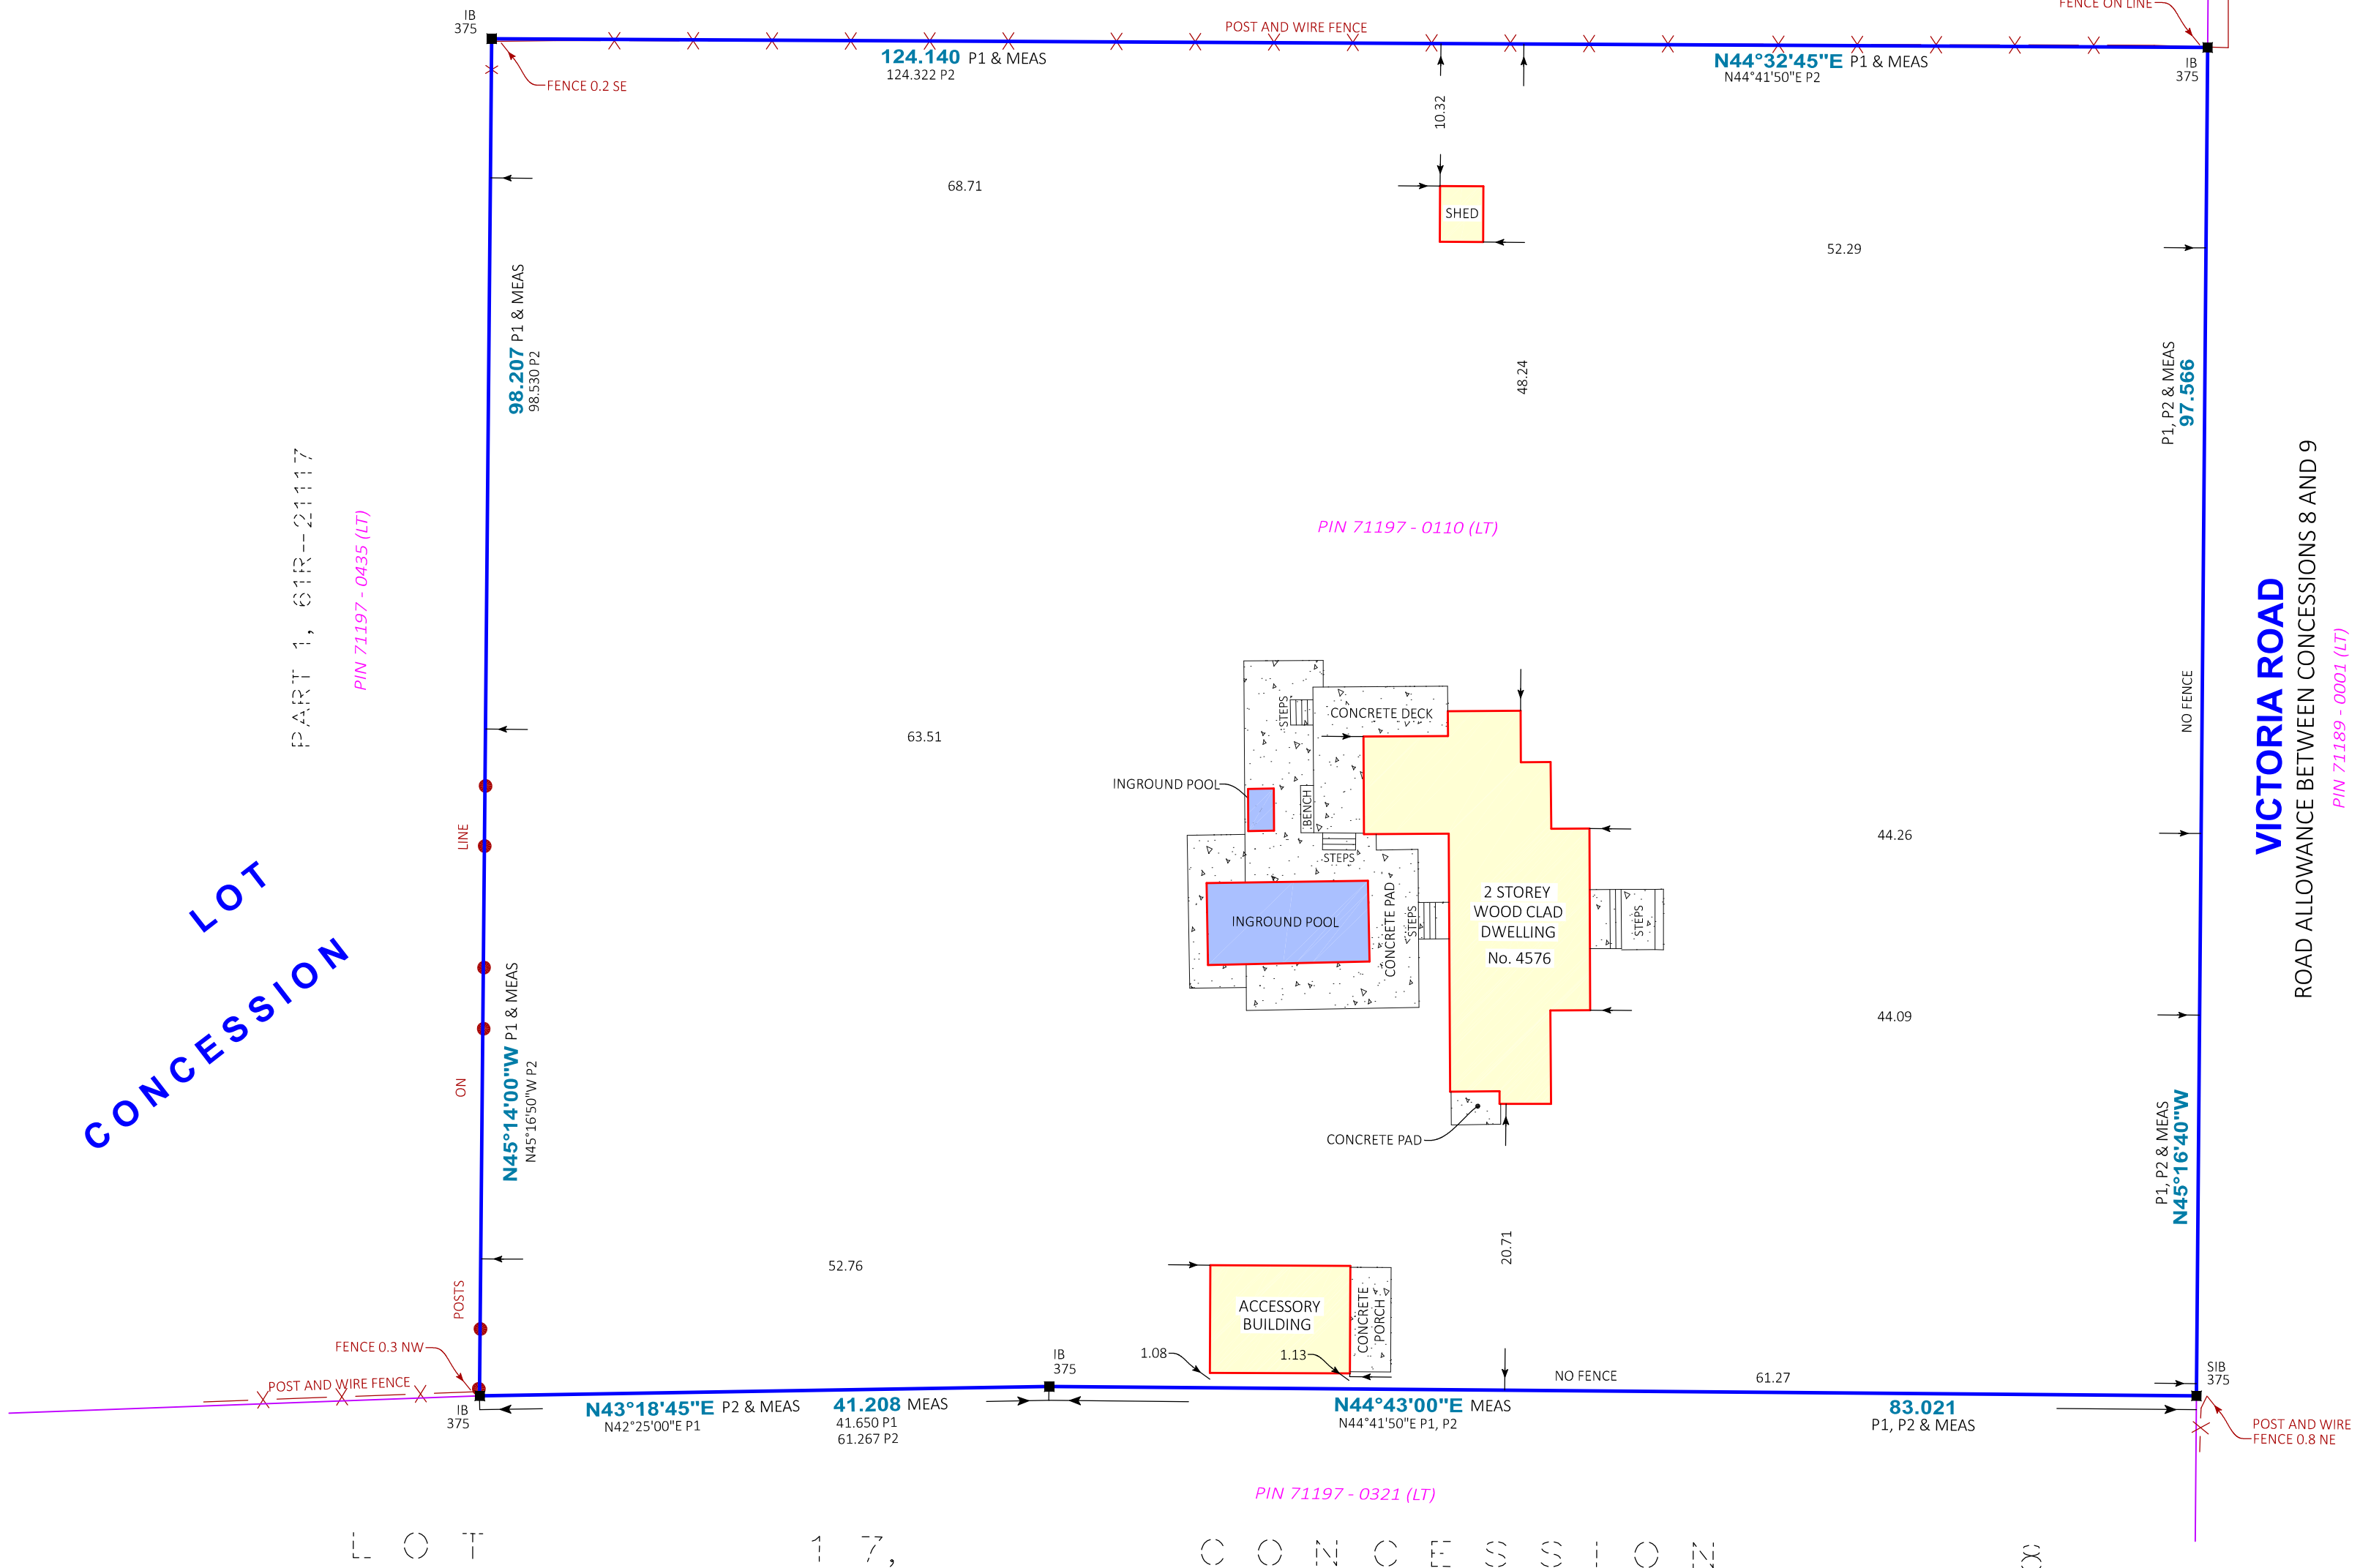 FENCE ON LINE
IB
375
POST AND WIRE FENCE
124.140 P1 & MEAS
124.322 P2
N44°32'45"E P1 & MEAS
N44°41'50"E P2
IB
375
FENCE 0.2 SE
10.32
68.71
SHED
52.29
98.207 P1 & MEAS
98.530 P2
48.24
P1, P2 & MEAS
97.566
PART 1, 61R-21117
PIN 71197 - 0435 (LT)
PIN 71197 - 0110 (LT)
VICTORIA ROAD
ROAD ALLOWANCE BETWEEN CONCESSIONS 8 AND 9
PIN 71189 - 0001 (LT)
NO FENCE
STEPS
CONCRETE DECK
63.51
INGROUND POOL
BENCH
STEPS
LINE
44.26
LOT
CONCESSION
INGROUND POOL
CONCRETE PAD
STEPS
2 STOREY
WOOD CLAD
DWELLING
No. 4576
STEPS
44.09
N45°14'00"W P1 & MEAS
N45°16'50"W P2
ON
CONCRETE PAD
P1, P2 & MEAS
N45°16'40"W
20.71
52.76
POSTS
ACCESSORY
BUILDING
CONCRETE
PORCH
FENCE 0.3 NW
1.08
1.13
IB
375
POST AND WIRE FENCE
NO FENCE
61.27
SIB
375
IB
375
N43°18'45"E P2 & MEAS
N42°25'00"E P1
41.208 MEAS
41.650 P1
61.267 P2
N44°43'00"E MEAS
N44°41'50"E P1, P2
83.021
P1, P2 & MEAS
POST AND WIRE
FENCE 0.8 NE
PIN 71197 - 0321 (LT)
LOT 17, CONCESSION 8